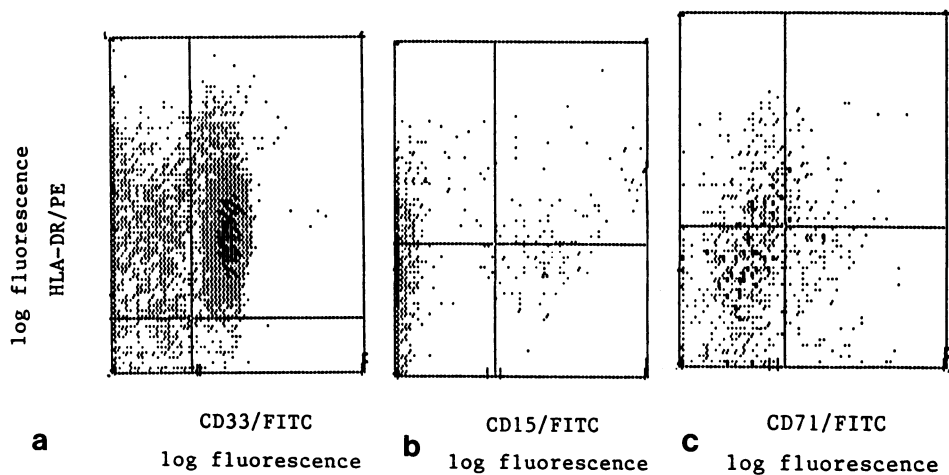 log fluorescence
HLA-DR/PE
a
CD33/FITC
log fluorescence
b
CD15/FITC
log fluorescence
c
CD71/FITC
log fluorescence